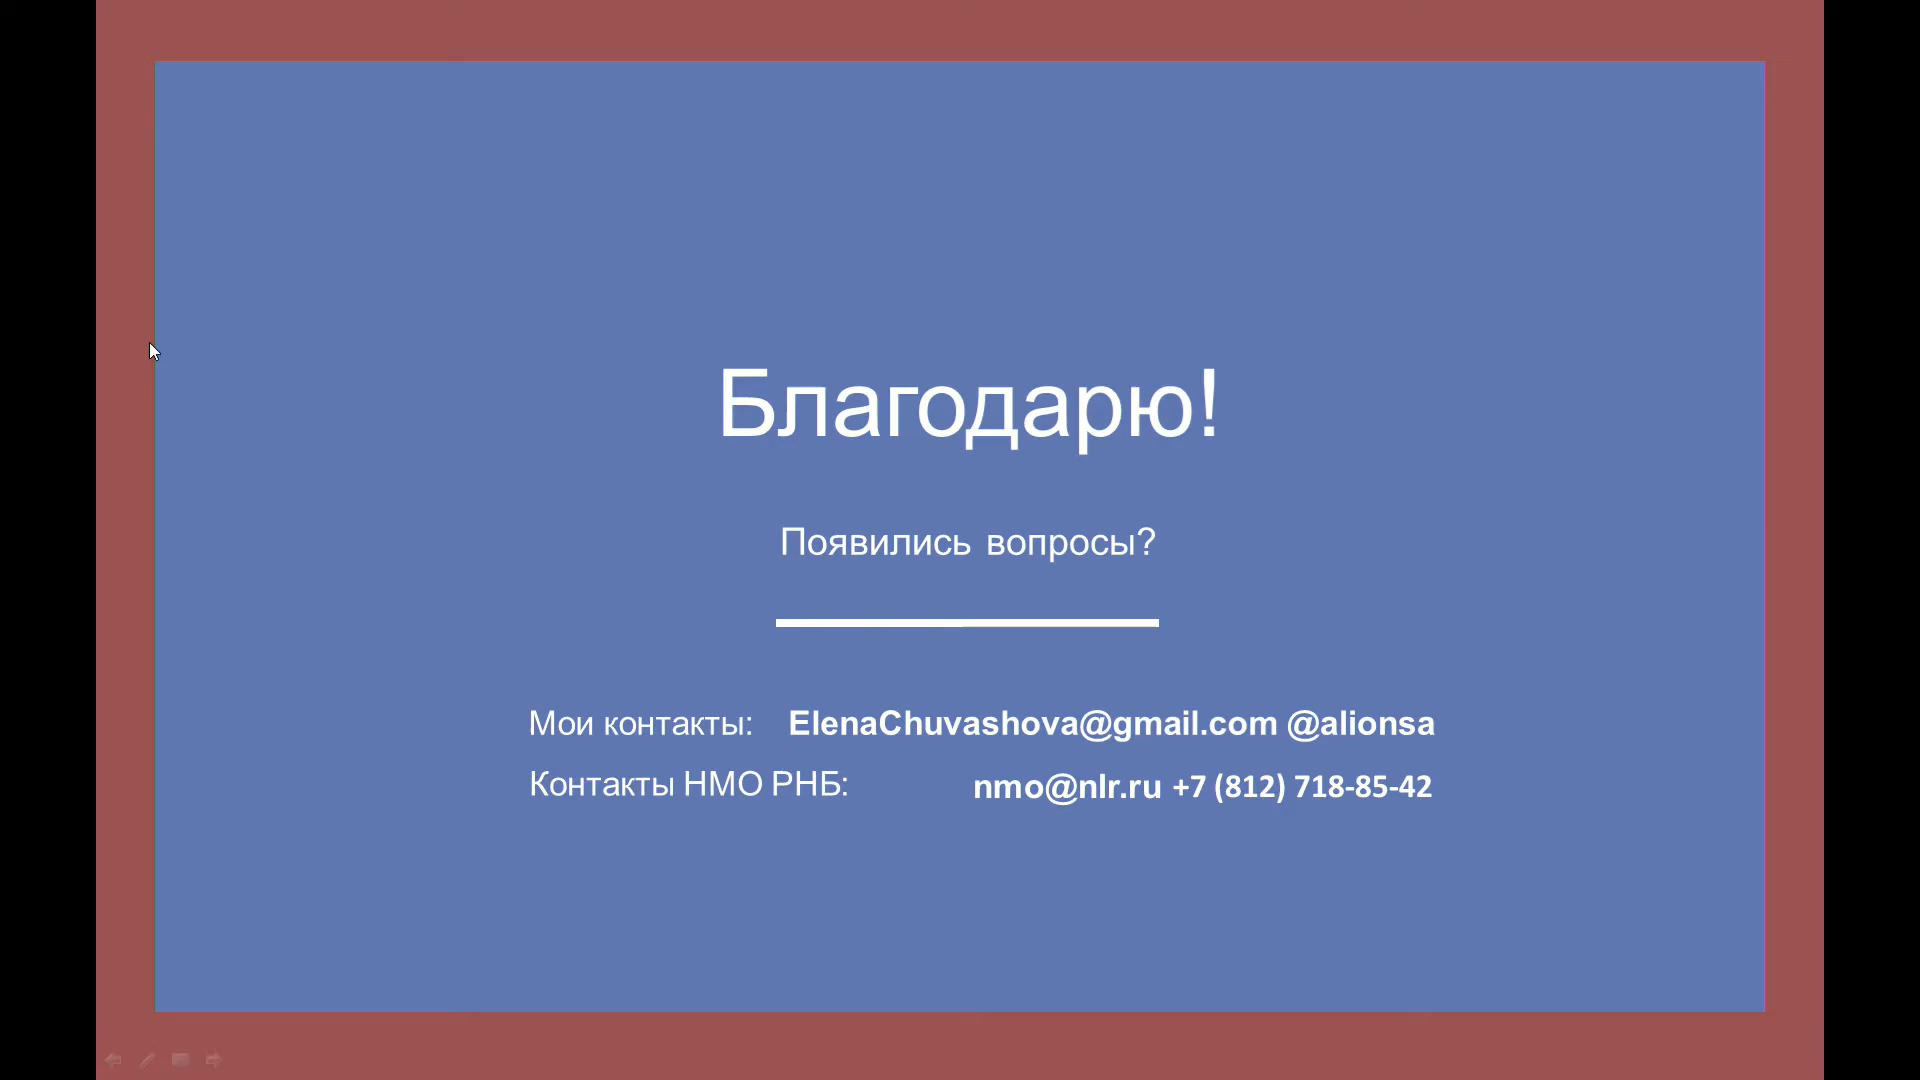 Благодарю!
Появились вопросы?
Мои контакты: ElenaChuvashova@gmail.com @alionsa
Контакты НМО РНБ: nmo@nlr.ru +7 (812) 718-85-42